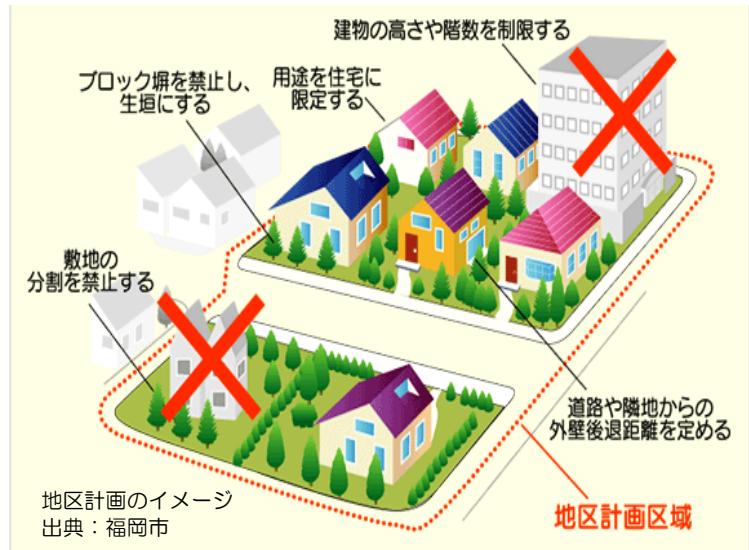 建物の高さや階数を制限する
ブロック塀を禁止し、
生垣にする
用途を住宅に
限定する
敷地の
分割を禁止する
道路や隣地からの
外壁後退距離を定める
地区計画区域
地区計画のイメージ
出典：福岡市